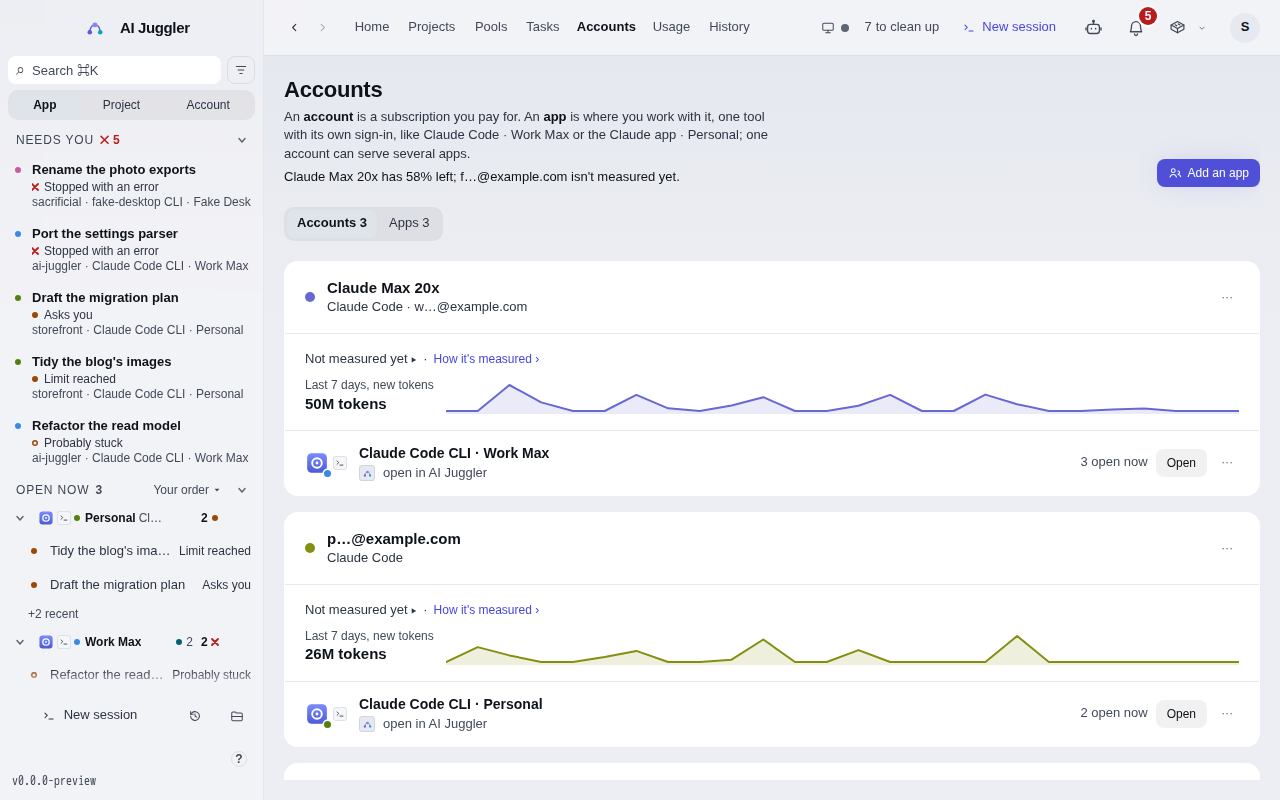 AI Juggler
Search ⌘K
App Project Account
NEEDS YOU 5
Rename the photo exports
Stopped with an error
sacrificial · fake-desktop CLI · Fake Desk
Port the settings parser
Stopped with an error
ai-juggler · Claude Code CLI · Work Max
Draft the migration plan
Asks you
storefront · Claude Code CLI · Personal
Tidy the blog's images
Limit reached
storefront · Claude Code CLI · Personal
Refactor the read model
Probably stuck
ai-juggler · Claude Code CLI · Work Max
OPEN NOW 3 Your order
Personal Cl… 2
Tidy the blog's ima… Limit reached
Draft the migration plan Asks you
+2 recent
Work Max 2 2
Refactor the read… Probably stuck
New session
?
v0.0.0-preview
Home Projects Pools Tasks Accounts Usage History 7 to clean up New session 5 S
Accounts
An account is a subscription you pay for. An app is where you work with it, one tool
with its own sign-in, like Claude Code · Work Max or the Claude app · Personal; one
account can serve several apps.
Claude Max 20x has 58% left; f…@example.com isn't measured yet.
Add an app
Accounts 3 Apps 3
Claude Max 20x
Claude Code · w…@example.com
Not measured yet ▸ · How it's measured ›
Last 7 days, new tokens
50M tokens
Claude Code CLI · Work Max
open in AI Juggler
3 open now Open
p…@example.com
Claude Code
Not measured yet ▸ · How it's measured ›
Last 7 days, new tokens
26M tokens
Claude Code CLI · Personal
open in AI Juggler
2 open now Open